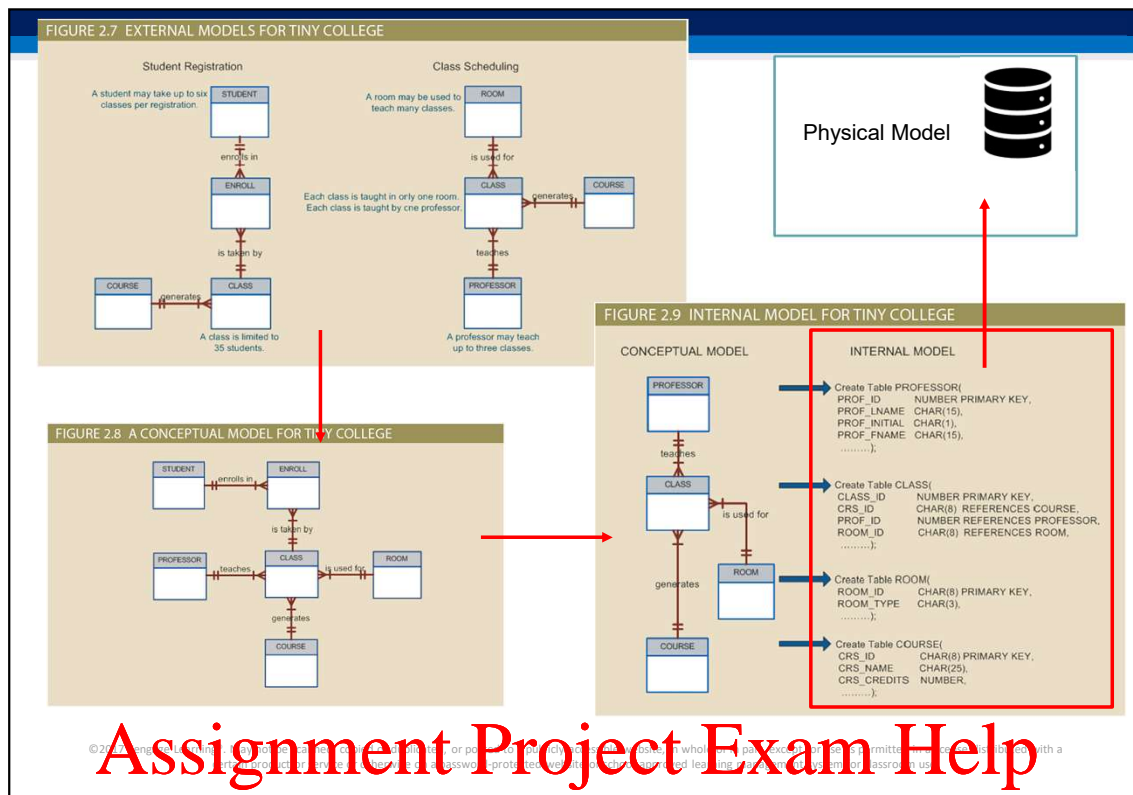 FIGURE 2.7 EXTERNAL MODELS FOR TINY COLLEGE
Student Registration
A student may take up to six
classes per registration.
STUDENT
enrolls in
ENROLL
is taken by
COURSE
generates
CLASS
A class is limited to
35 students.
Class Scheduling
A room may be used to
teach many classes.
ROOM
is used for
Each class is taught in only one room.
Each class is taught by one professor.
CLASS
generates
COURSE
teaches
PROFESSOR
A professor may teach
up to three classes.
Physical Model
FIGURE 2.8 A CONCEPTUAL MODEL FOR TINY COLLEGE
STUDENT
enrolls in
ENROLL
is taken by
PROFESSOR
teaches
CLASS
is used for
ROOM
generates
COURSE
FIGURE 2.9 INTERNAL MODEL FOR TINY COLLEGE
CONCEPTUAL MODEL
PROFESSOR
teaches
CLASS
is used for
ROOM
generates
COURSE
INTERNAL MODEL
Create Table PROFESSOR(
PROF_ID NUMBER PRIMARY KEY,
PROF_LNAME CHAR(15),
PROF_INITIAL CHAR(1),
PROF_FNAME CHAR(15),
.........);
Create Table CLASS(
CLASS_ID NUMBER PRIMARY KEY,
CRS_ID CHAR(8) REFERENCES COURSE,
PROF_ID NUMBER REFERENCES PROFESSOR,
ROOM_ID CHAR(8) REFERENCES ROOM,
.........);
Create Table ROOM(
ROOM_ID CHAR(8) PRIMARY KEY,
ROOM_TYPE CHAR(3),
.........);
Create Table COURSE(
CRS_ID CHAR(8) PRIMARY KEY,
CRS_NAME CHAR(25),
CRS_CREDITS NUMBER,
.........);
Assignment Project Exam Help